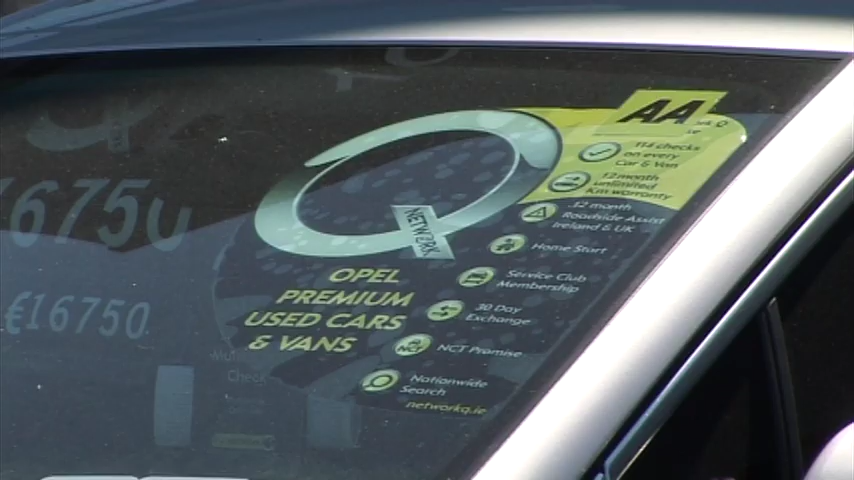 AA
114 checks
on every
Car & Van
12 month
unlimited
Km warranty
12 month
Roadside Assist
Ireland & UK
Home Start
Service Club
Membership
30 Day
Exchange
NCT Promise
Nationwide
Search
networkq.ie
Q
NETW?RK
OPEL
PREMIUM
USED CARS
& VANS
€16750